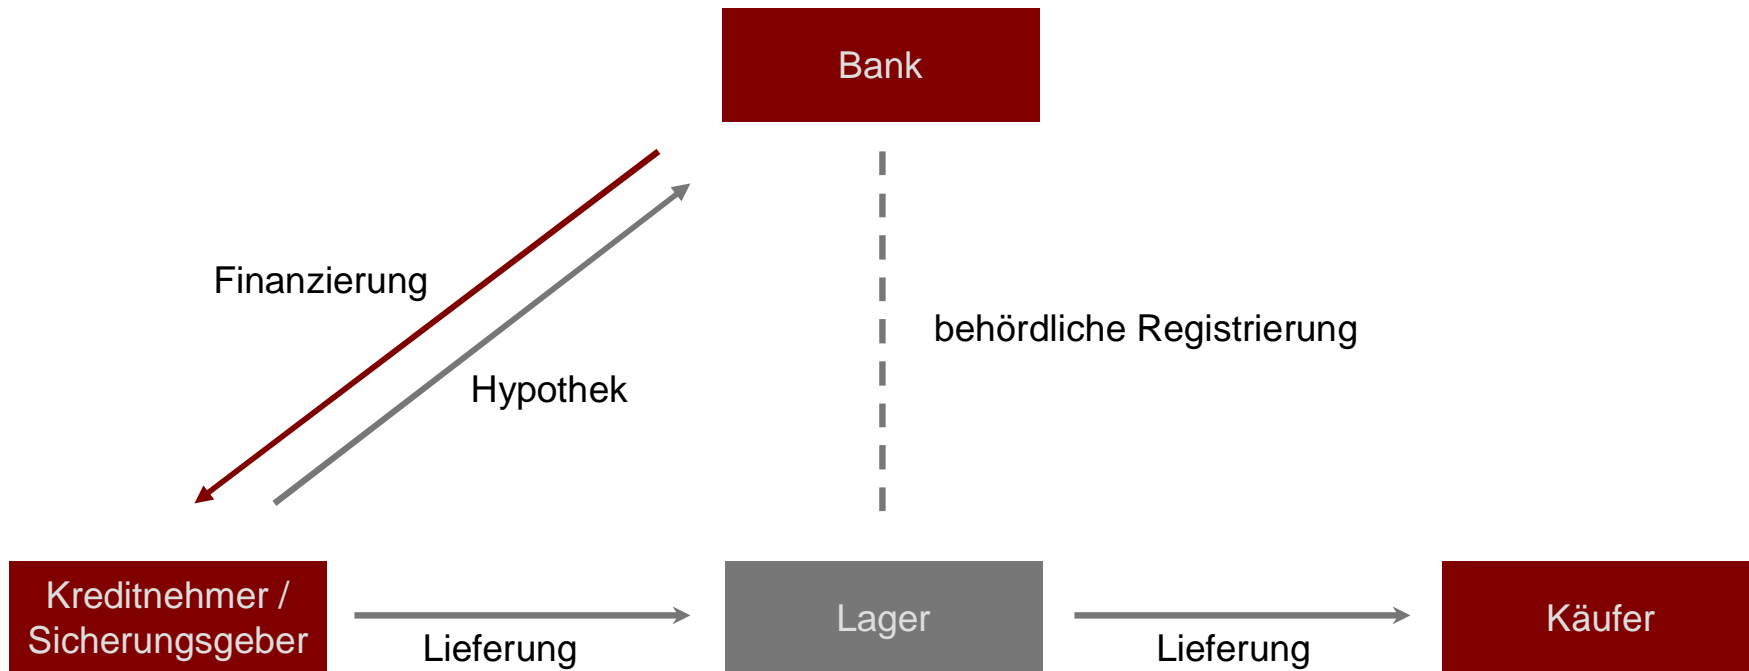 Bank
Finanzierung
behördliche Registrierung
Hypothek
Kreditnehmer /
Sicherungsgeber
Lager
Käufer
Lieferung
Lieferung